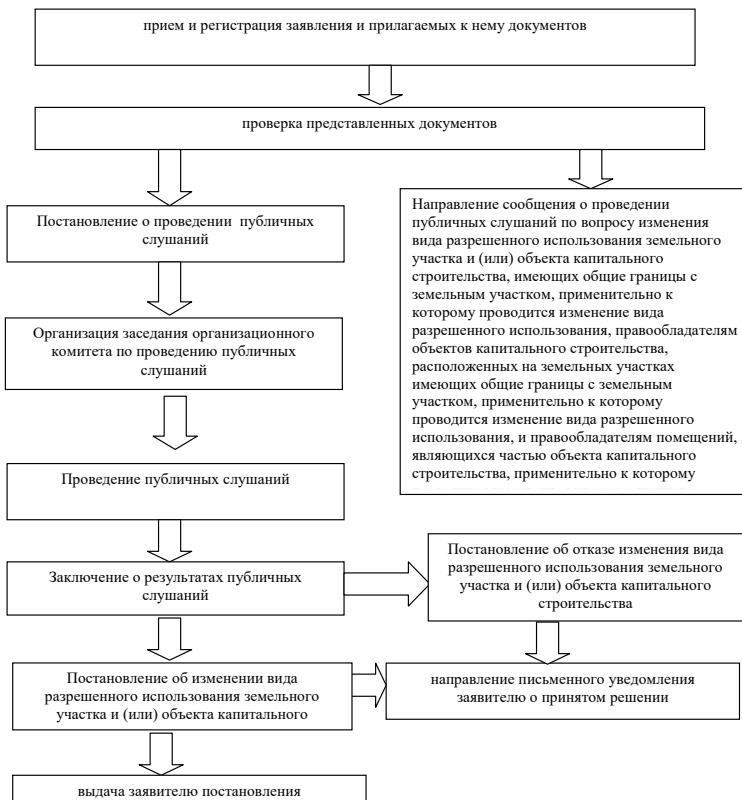 прием и регистрация заявления и прилагаемых к нему документов
проверка представленных документов
Постановление о проведении публичных
слушаний
Направление сообщения о проведении
публичных слушаний по вопросу изменения
вида разрешенного использования земельного
участка и (или) объекта капитального
строительства, имеющих общие границы с
земельным участком, применительно к
которому проводится изменение вида
разрешенного использования, правообладателям
объектов капитального строительства,
расположенных на земельных участках
имеющих общие границы с земельным
участком, применительно к которому
проводится изменение вида разрешенного
использования, и правообладателям помещений,
являющихся частью объекта капитального
строительства, применительно к которому
Организация заседания организационного
комитета по проведению публичных
слушаний
Проведение публичных слушаний
Заключение о результатах публичных
слушаний
Постановление об отказе изменения вида
разрешенного использования земельного
участка и (или) объекта капитального
строительства
Постановление об изменении вида
разрешенного использования земельного
участка и (или) объекта капитального
направление письменного уведомления
заявителю о принятом решении
выдача заявителю постановления